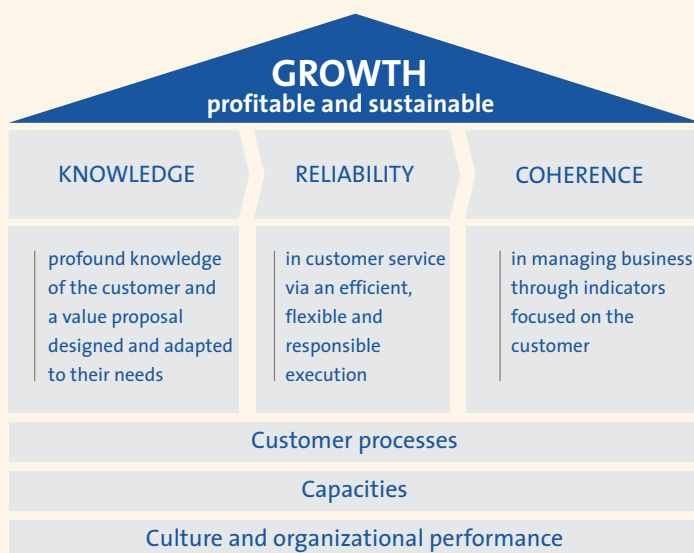 GROWTH
profitable and sustainable
KNOWLEDGE
RELIABILITY
COHERENCE
profound knowledge
of the customer and
a value proposal
designed and adapted
to their needs
in customer service
via an efficient,
flexible and
responsible
execution
in managing business
through indicators
focused on the
customer
Customer processes
Capacities
Culture and organizational performance